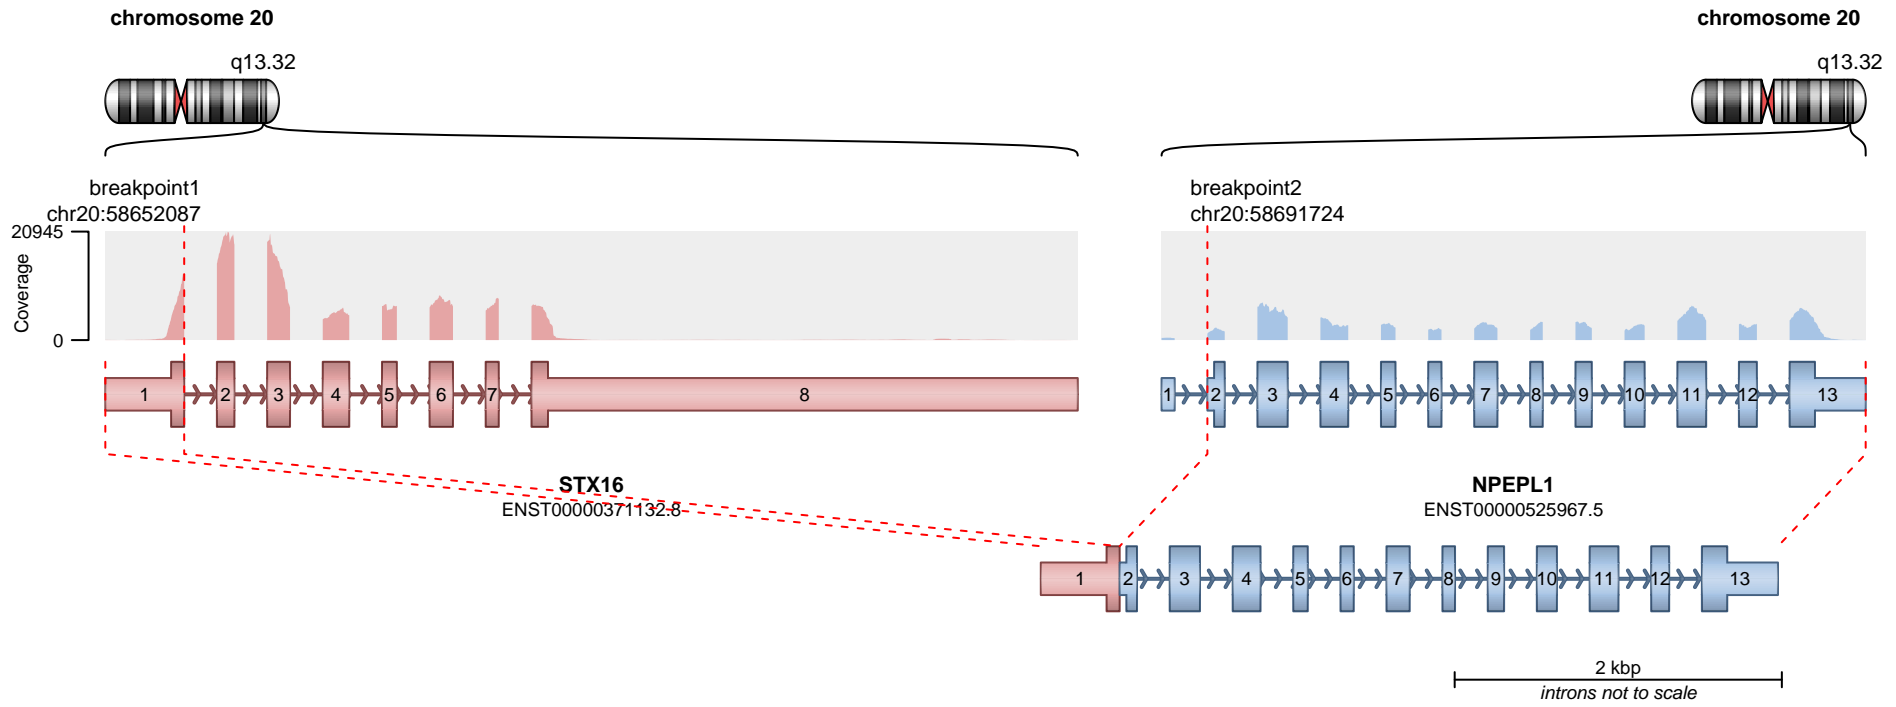 chromosome 20
chromosome 20
q13.32
q13.32
breakpoint1
chr20:58652087
breakpoint2
chr20:58691724
20945
Coverage
0
1 2 3 4 5 6 7 8
1 2 3 4 5 6 7 8 9 10 11 12 13
STX16
ENST00000371132.8
NPEPL1
ENST00000525967.5
1 2 3 4 5 6 7 8 9 10 11 12 13
2 kbp
introns not to scale